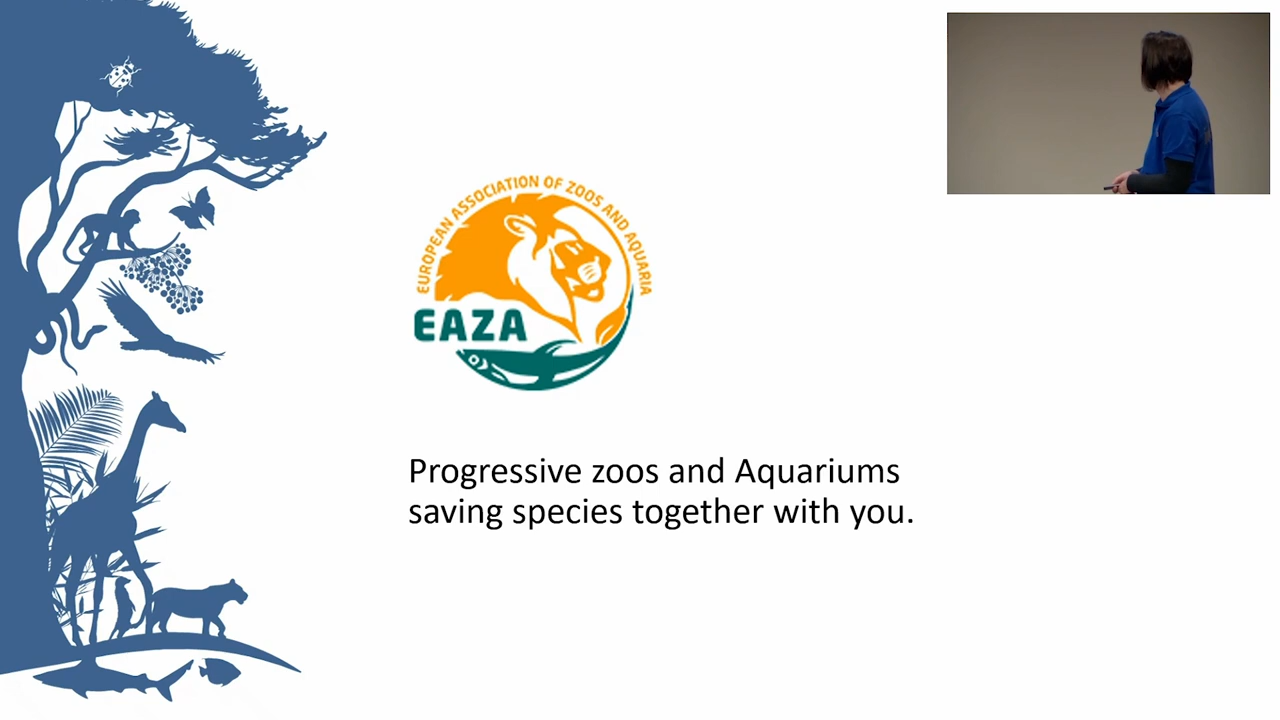 EUROPEAN ASSOCIATION OF ZOOS AND AQUARIA
EAZA
Progressive zoos and Aquariums
saving species together with you.